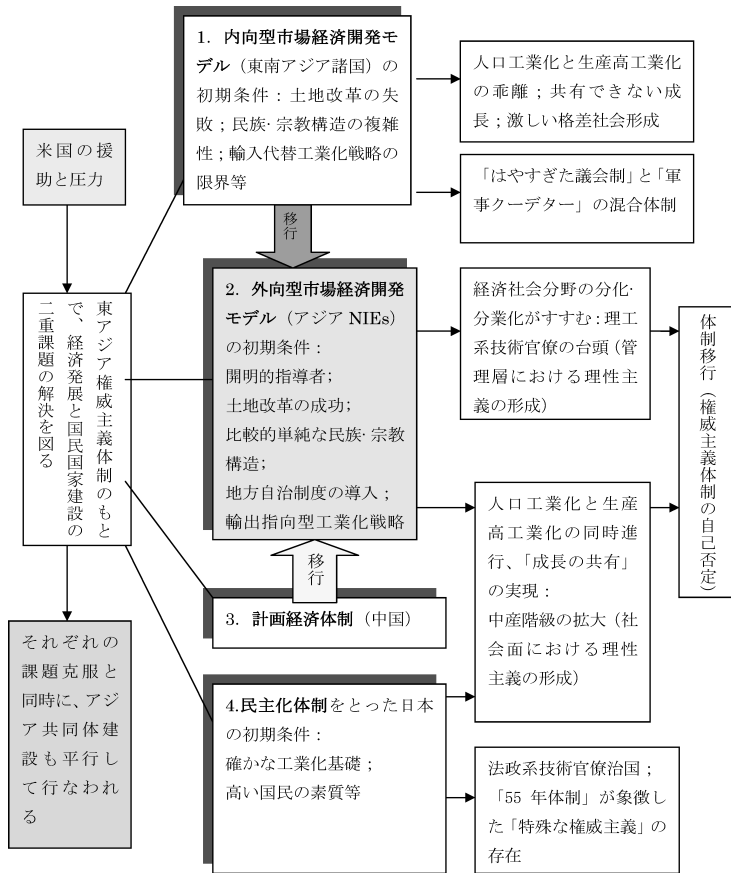 米国の援
助と圧力
東アジア権威主義体制のもと
で、経済発展と国民国家建設の
二重課題の解決を図る
それぞれの
課題克服と
同時に、アジ
ア共同体建
設も平行し
て行なわれ
る
1. 内向型市場経済開発モ
デル（東南アジア諸国）の
初期条件：土地改革の失
敗；民族･宗教構造の複雑
性；輸入代替工業化戦略の
限界等
移行
2. 外向型市場経済開発
モデル（アジア NIEs）
の初期条件：
開明的指導者；
土地改革の成功；
比較的単純な民族･宗教
構造；
地方自治制度の導入；
輸出指向型工業化戦略
移行
3. 計画経済体制（中国）
4.民主化体制をとった日本
の初期条件：
確かな工業化基礎；
高い国民の素質等
人口工業化と生産高工業化
の乖離；共有できない成
長；激しい格差社会形成
「はやすぎた議会制」と「軍
事クーデター」の混合体制
経済社会分野の分化･
分業化がすすむ：理工
系技術官僚の台頭（管
理層における理性主
義の形成）
人口工業化と生産
高工業化の同時進
行、「成長の共有」
の実現：
中産階級の拡大（社
会面における理性
主義の形成）
法政系技術官僚治国；
「55 年体制」が象徴し
た「特殊な権威主義」の
存在
体制移行（権威主義体制の自己否定）